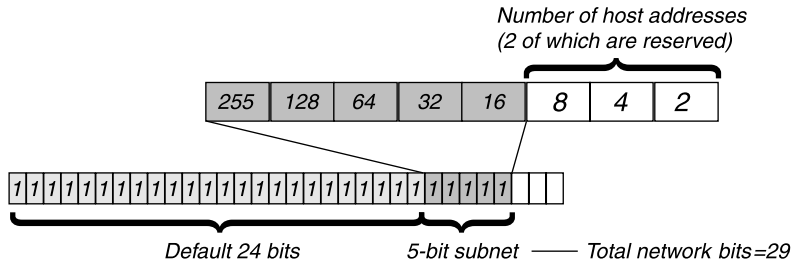 Number of host addresses
(2 of which are reserved)
255 128 64 32 16 8 4 2
1 1 1 1 1 1 1 1 1 1 1 1 1 1 1 1 1 1 1 1 1 1 1 1 1 1 1 1 1
Default 24 bits 5-bit subnet Total network bits=29